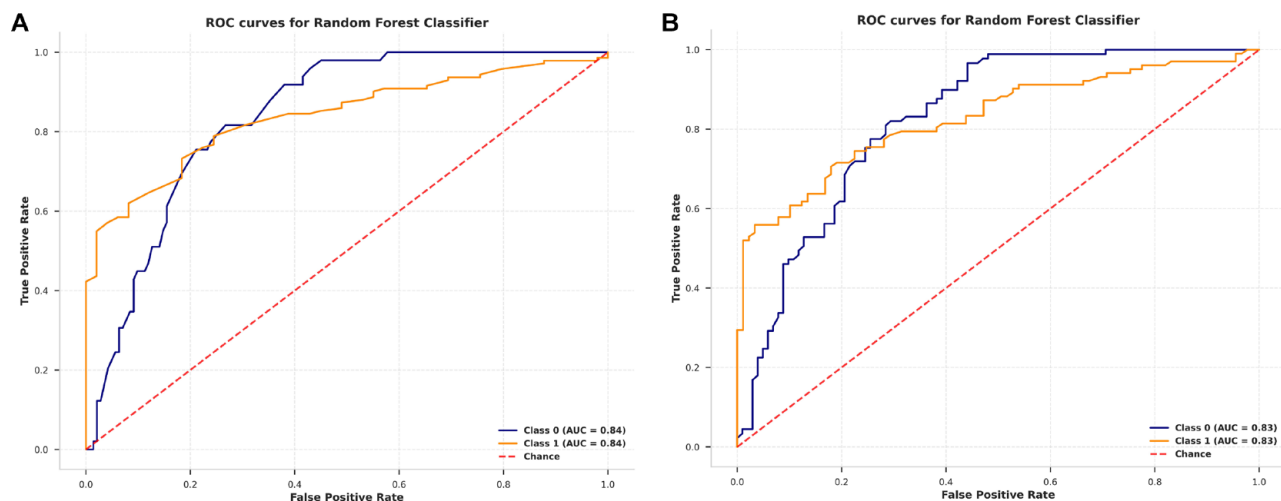 A
ROC curves for Random Forest Classifier
1.0
0.8
0.6
0.4
0.2
0.0
True Positive Rate
Class 0 (AUC = 0.84)
Class 1 (AUC = 0.84)
Chance
0.0 0.2 0.4 0.6 0.8 1.0
False Positive Rate
B
ROC curves for Random Forest Classifier
1.0
0.8
0.6
0.4
0.2
0.0
True Positive Rate
Class 0 (AUC = 0.83)
Class 1 (AUC = 0.83)
Chance
0.0 0.2 0.4 0.6 0.8 1.0
False Positive Rate